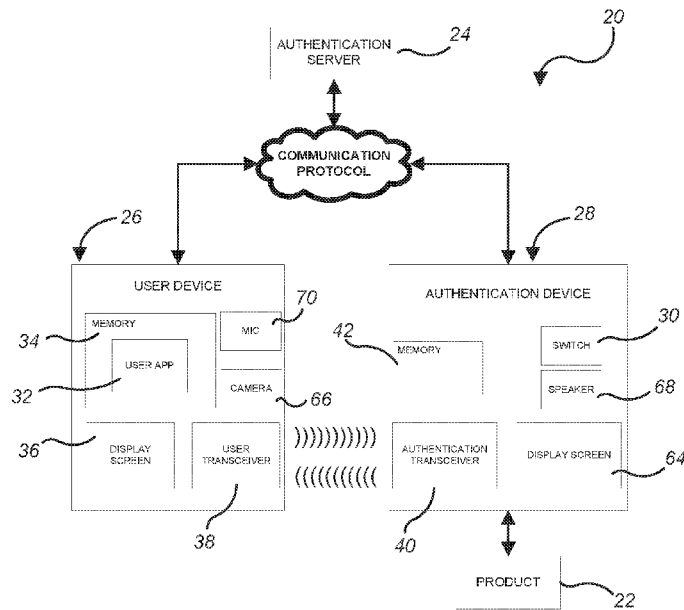 AUTHENTICATION
SERVER
24
20
COMMUNICATION
PROTOCOL
26
28
USER DEVICE
AUTHENTICATION DEVICE
34
MEMORY
MIC
70
42
MEMORY
SWITCH
30
32
USER APP
CAMERA
66
SPEAKER
68
36
DISPLAY
SCREEN
USER
TRANSCEIVER
))))))))))
((((((((((
AUTHENTICATION
TRANSCEIVER
DISPLAY SCREEN
64
38
40
PRODUCT
22